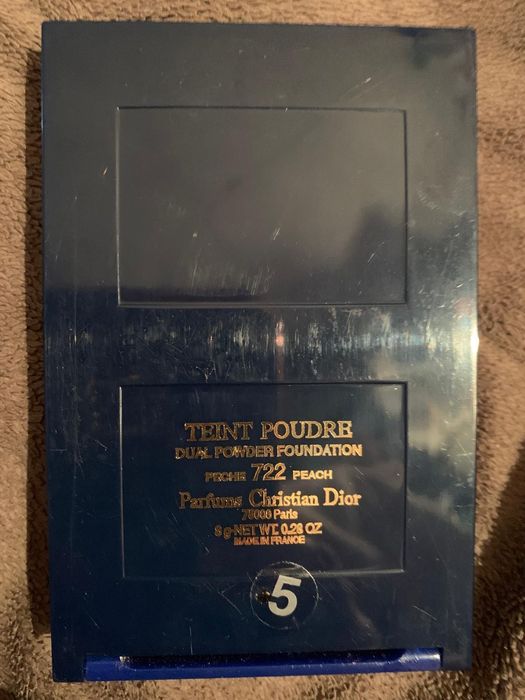 TEINT POUDRE
DUAL POWDER FOUNDATION
PECHE 722 PEACH
Parfums Christian Dior
75008 Paris
8 g-NET WT. 0.28 OZ
MADE IN FRANCE
5